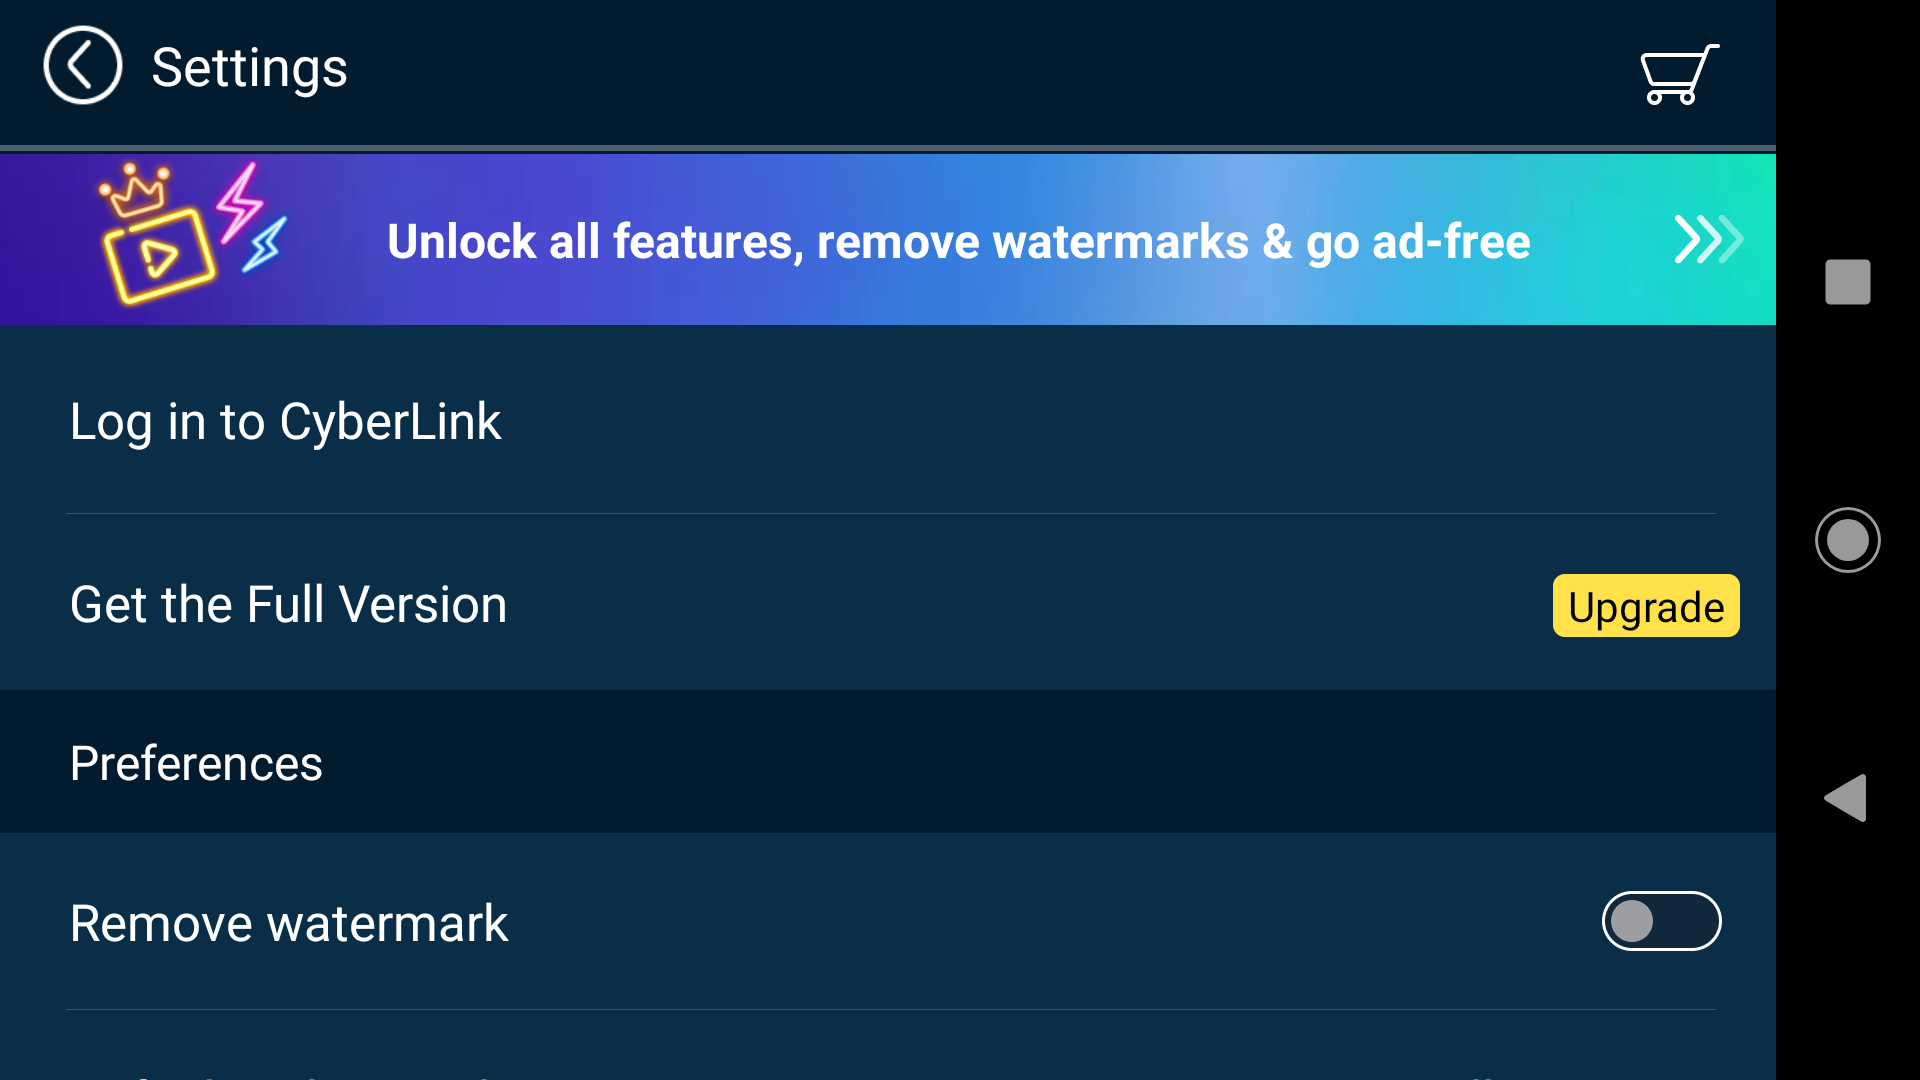 Settings
Unlock all features, remove watermarks & go ad-free
Log in to CyberLink
Get the Full Version
Upgrade
Preferences
Remove watermark